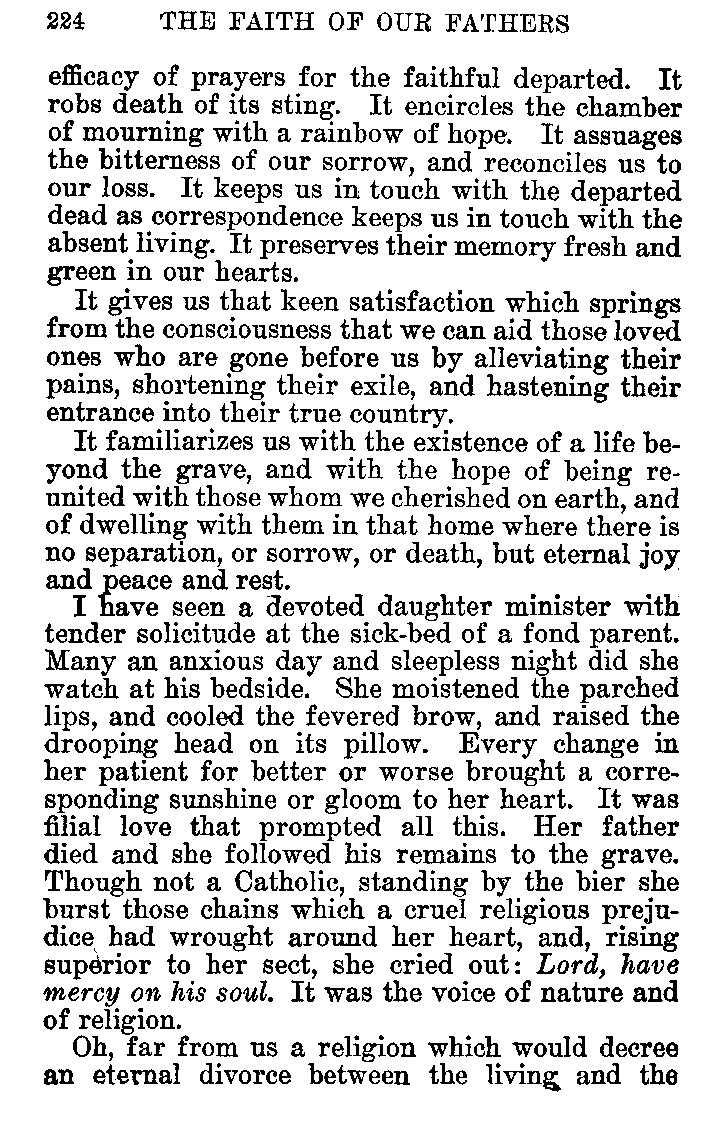 224 THE FAITH OF OUR FATHERS
efficacy of prayers for the faithful departed. It
robs death of its sting. It encircles the chamber
of mourning with a rainbow of hope. It assuages
the bitterness of our sorrow, and reconciles us to
our loss. It keeps us in touch with the departed
dead as correspondence keeps us in touch with the
absent living. It preserves their memory fresh and
green in our hearts.
It gives us that keen satisfaction which springs
from the consciousness that we can aid those loved
ones who are gone before us by alleviating their
pains, shortening their exile, and hastening their
entrance into their true country.
It familiarizes us with the existence of a life be-
yond the grave, and with the hope of being re-
united with those whom we cherished on earth, and
of dwelling with them in that home where there is
no separation, or sorrow, or death, but eternal joy
and peace and rest.
I have seen a devoted daughter minister with
tender solicitude at the sick-bed of a fond parent.
Many an anxious day and sleepless night did she
watch at his bedside. She moistened the parched
lips, and cooled the fevered brow, and raised the
drooping head on its pillow. Every change in
her patient for better or worse brought a corre-
sponding sunshine or gloom to her heart. It was
filial love that prompted all this. Her father
died and she followed his remains to the grave.
Though not a Catholic, standing by the bier she
burst those chains which a cruel religious preju-
dice had wrought around her heart, and, rising
superior to her sect, she cried out: Lord, have
mercy on his soul. It was the voice of nature and
of religion.
Oh, far from us a religion which would decree
an eternal divorce between the living and the